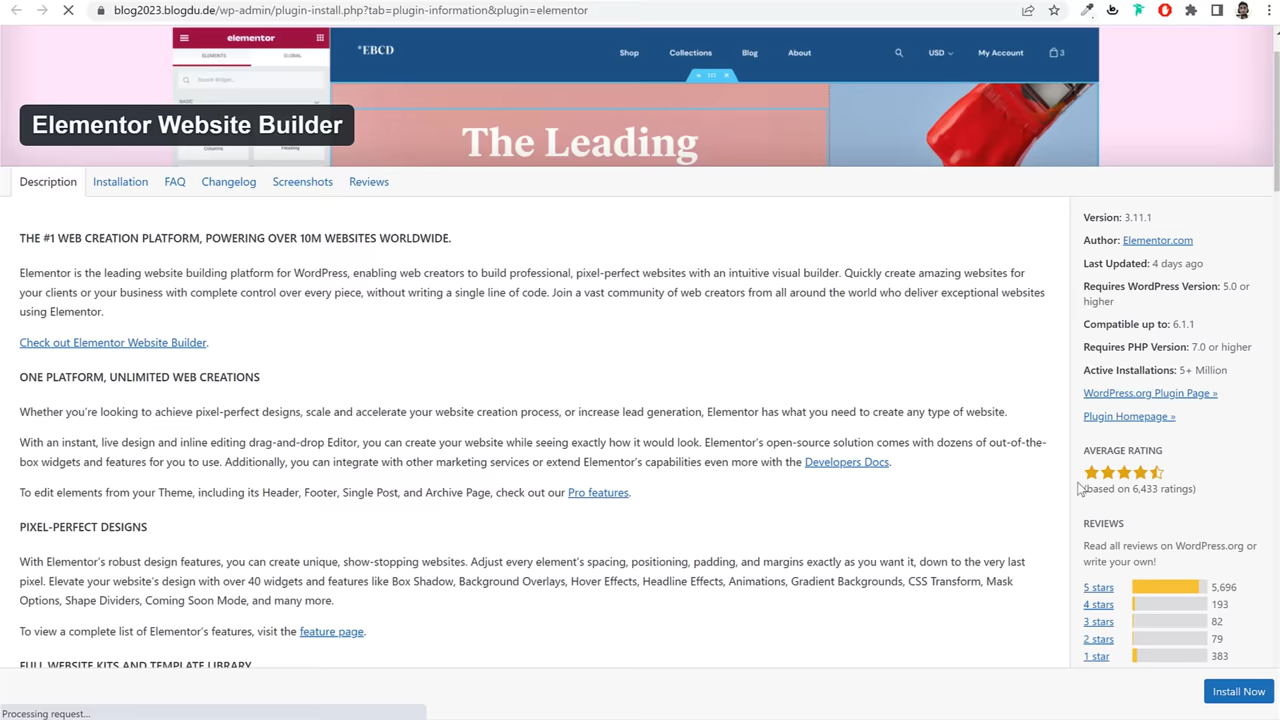 blog2023.blogdu.de/wp-admin/plugin-install.php?tab=plugin-information&plugin=elementor
elementor
ELEMENTS
GLOBAL
Search Widget...
BASIC
Columns
Heading
*EBCD
Shop
Collections
Blog
About
USD
My Account
3
The Leading
Elementor Website Builder
Description
Installation
FAQ
Changelog
Screenshots
Reviews
THE #1 WEB CREATION PLATFORM, POWERING OVER 10M WEBSITES WORLDWIDE.
Elementor is the leading website building platform for WordPress, enabling web creators to build professional, pixel-perfect websites with an intuitive visual builder. Quickly create amazing websites for
your clients or your business with complete control over every piece, without writing a single line of code. Join a vast community of web creators from all around the world who deliver exceptional websites
using Elementor.
Check out Elementor Website Builder.
ONE PLATFORM, UNLIMITED WEB CREATIONS
Whether you're looking to achieve pixel-perfect designs, scale and accelerate your website creation process, or increase lead generation, Elementor has what you need to create any type of website.
With an instant, live design and inline editing drag-and-drop Editor, you can create your website while seeing exactly how it would look. Elementor's open-source solution comes with dozens of out-of-the-
box widgets and features for you to use. Additionally, you can integrate with other marketing services or extend Elementor's capabilities even more with the Developers Docs.
To edit elements from your Theme, including its Header, Footer, Single Post, and Archive Page, check out our Pro features.
PIXEL-PERFECT DESIGNS
With Elementor's robust design features, you can create unique, show-stopping websites. Adjust every element's spacing, positioning, padding, and margins exactly as you want it, down to the very last
pixel. Elevate your website's design with over 40 widgets and features like Box Shadow, Background Overlays, Hover Effects, Headline Effects, Animations, Gradient Backgrounds, CSS Transform, Mask
Options, Shape Dividers, Coming Soon Mode, and many more.
To view a complete list of Elementor's features, visit the feature page.
FULL WEBSITE KITS AND TEMPLATE LIBRARY
Version: 3.11.1
Author: Elementor.com
Last Updated: 4 days ago
Requires WordPress Version: 5.0 or
higher
Compatible up to: 6.1.1
Requires PHP Version: 7.0 or higher
Active Installations: 5+ Million
WordPress.org Plugin Page »
Plugin Homepage »
AVERAGE RATING
(based on 6,433 ratings)
REVIEWS
Read all reviews on WordPress.org or
write your own!
5 stars 5,696
4 stars 193
3 stars 82
2 stars 79
1 star 383
Install Now
Processing request...